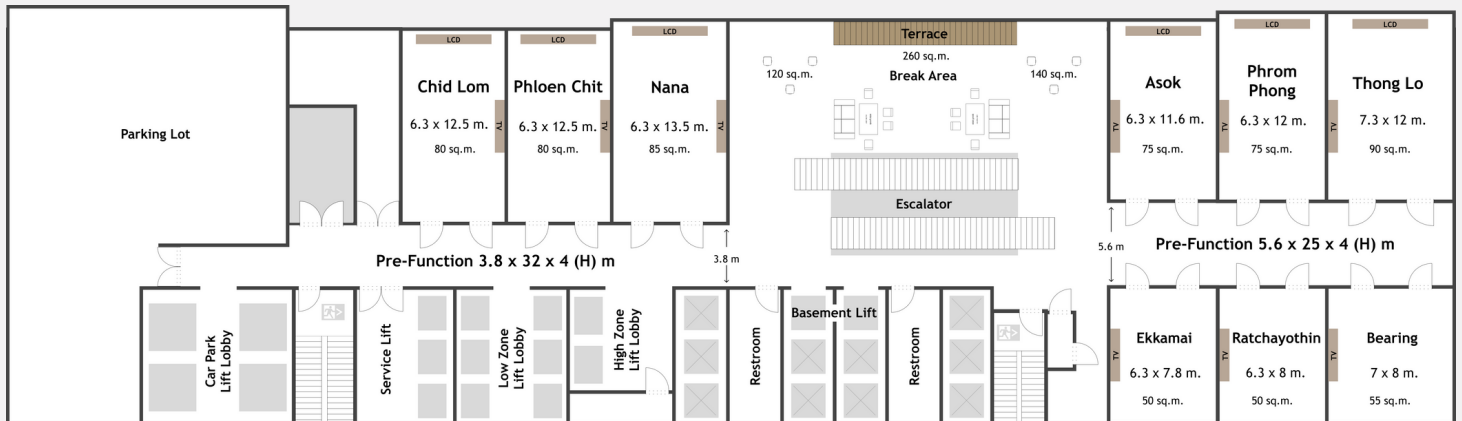 Parking Lot
LCD
Chid Lom
6.3 x 12.5 m.
80 sq.m.
LCD
Phloen Chit
6.3 x 12.5 m.
80 sq.m.
TV
LCD
Nana
6.3 x 13.5 m.
85 sq.m.
TV
TV
Terrace
260 sq.m.
Break Area
120 sq.m.
140 sq.m.
Escalator
LCD
Asok
6.3 x 11.6 m.
75 sq.m.
TV
LCD
Phrom
Phong
6.3 x 12 m.
75 sq.m.
TV
LCD
Thong Lo
7.3 x 12 m.
90 sq.m.
TV
Pre-Function 3.8 x 32 x 4 (H) m
3.8 m
5.6 m
Pre-Function 5.6 x 25 x 4 (H) m
Car Park
Lift Lobby
Service Lift
Low Zone
Lift Lobby
High Zone
Lift Lobby
Restroom
Basement Lift
Restroom
Ekkamai
6.3 x 7.8 m.
50 sq.m.
TV
Ratchayothin
6.3 x 8 m.
50 sq.m.
TV
Bearing
7 x 8 m.
55 sq.m.
TV